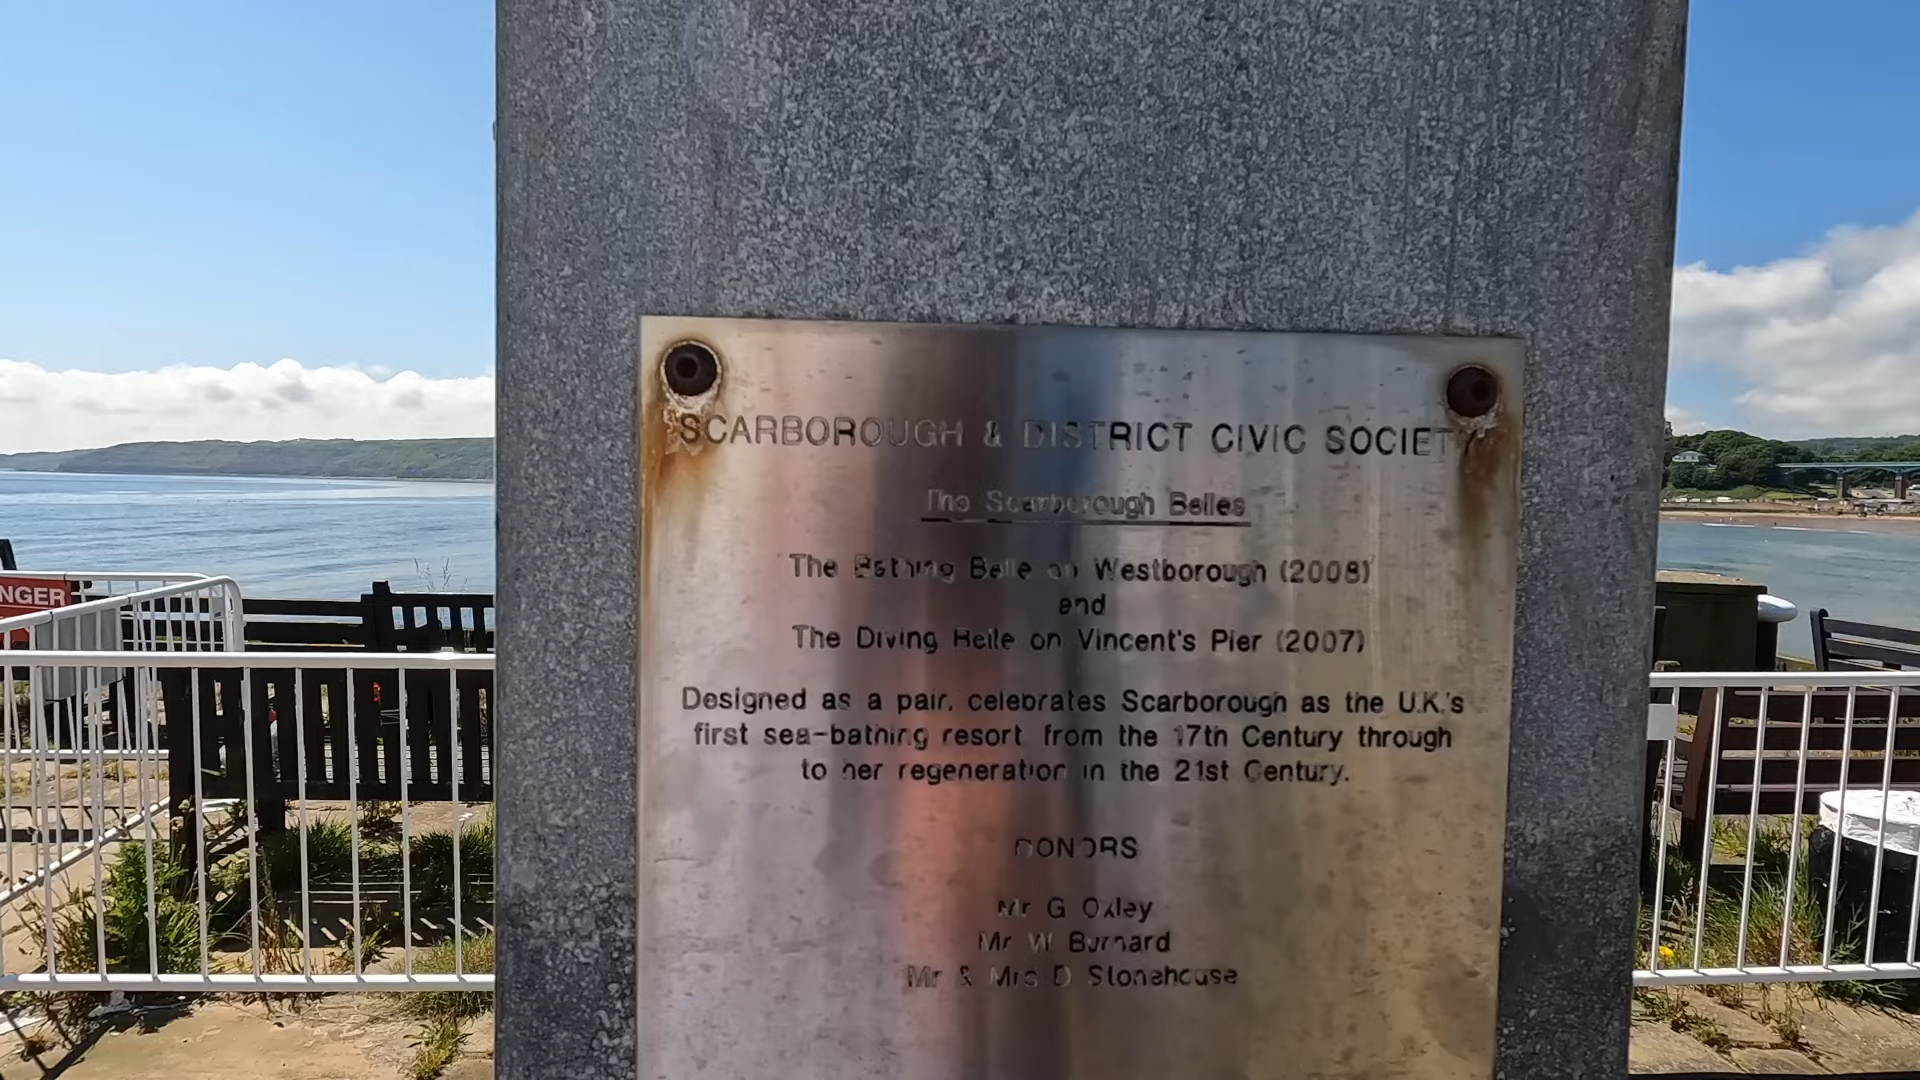 NGER
SCARBOROUGH & DISTRICT CIVIC SOCIETY
The Scarborough Belles
The Bathing Belle on Westborough (2008)
and
The Diving Belle on Vincent's Pier (2007)
Designed as a pair, celebrates Scarborough as the U.K.'s
first sea-bathing resort from the 17th Century through
to her regeneration in the 21st Century.
DONORS
Mr G Oxley
Mr W Burnard
Mr & Mrs D Stonehouse